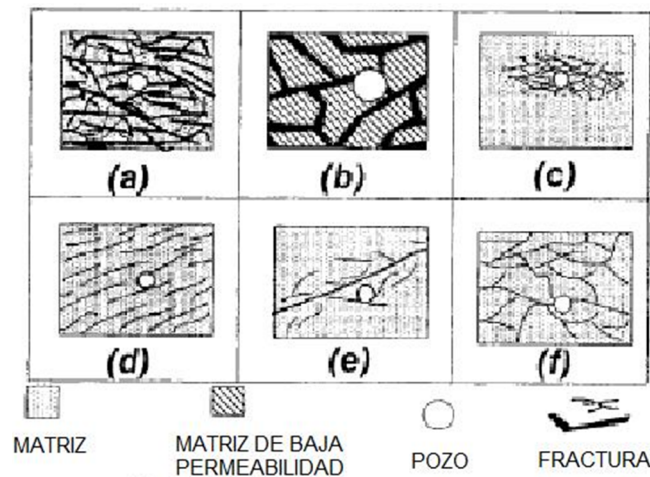 (a)
(b)
(c)
(d)
(e)
(f)
MATRIZ
MATRIZ DE BAJA
PERMEABILIDAD
POZO
FRACTURA